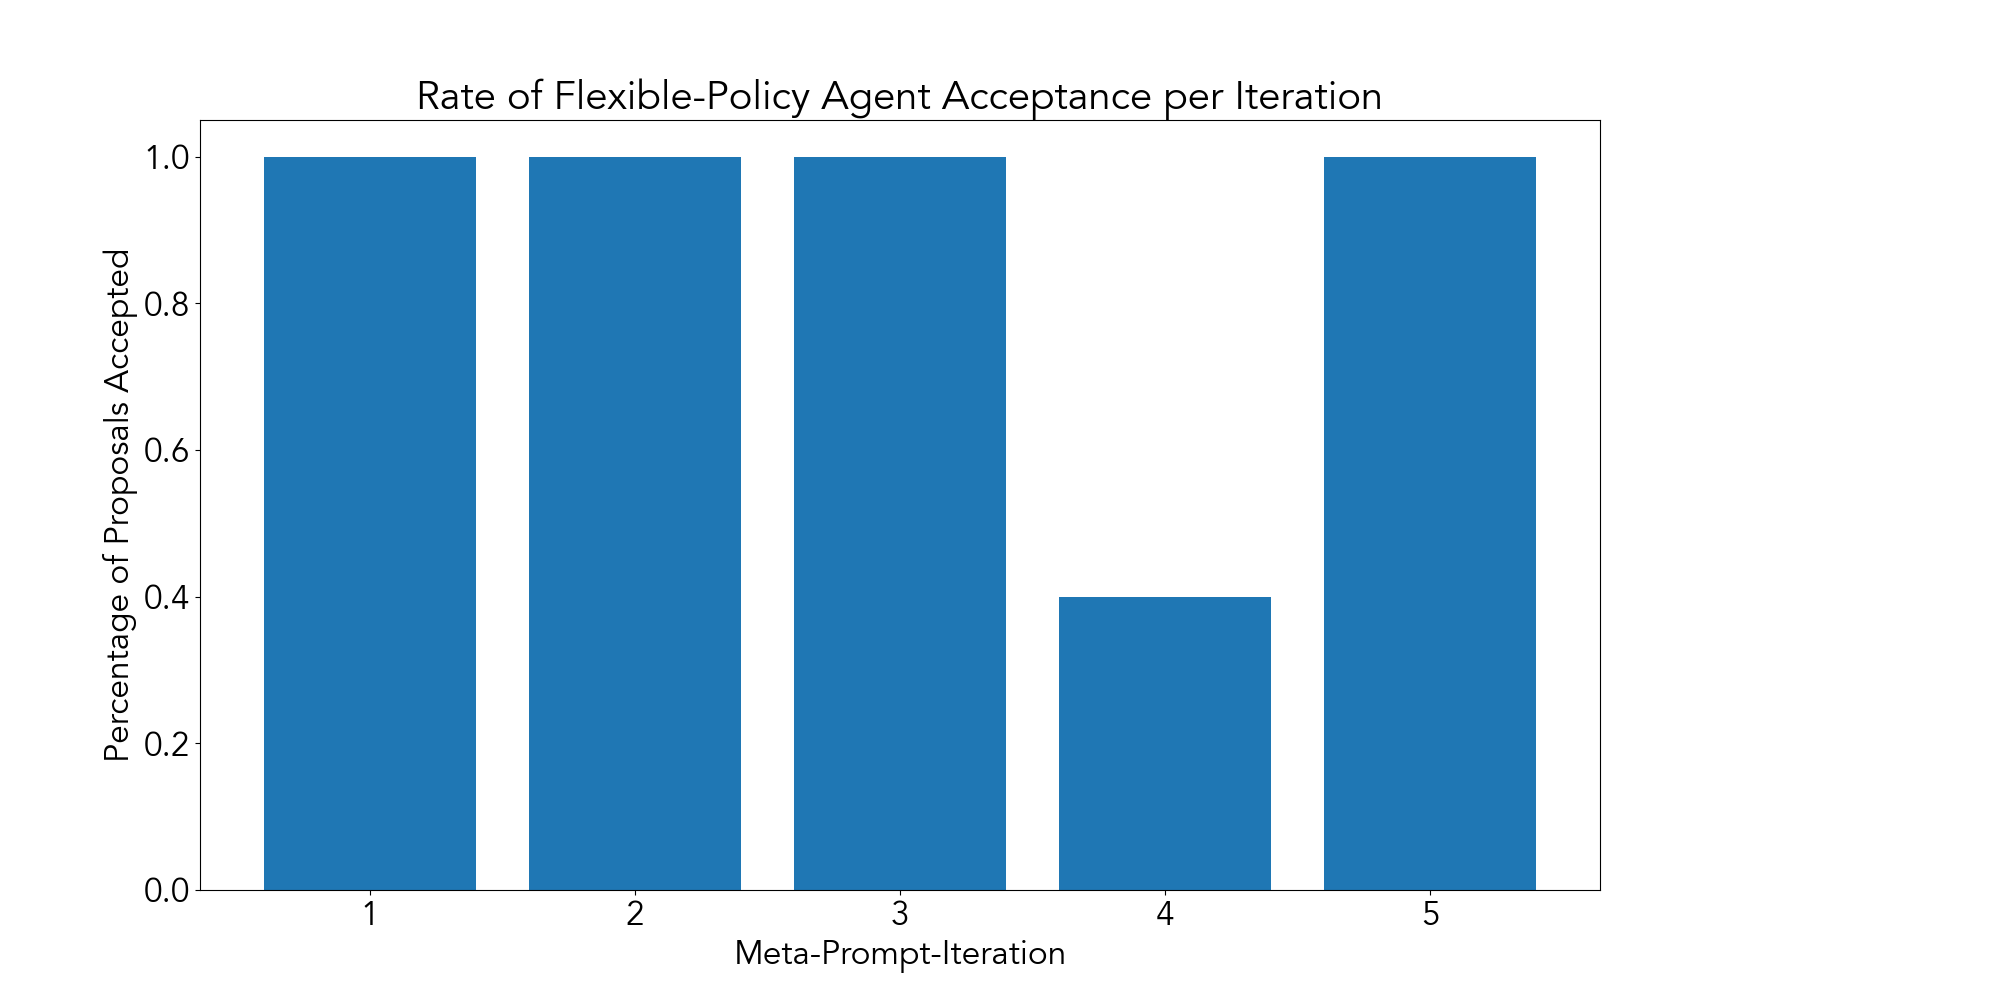 Rate of Flexible-Policy Agent Acceptance per Iteration
Percentage of Proposals Accepted
1.0
0.8
0.6
0.4
0.2
0.0
1 2 3 4 5
Meta-Prompt-Iteration